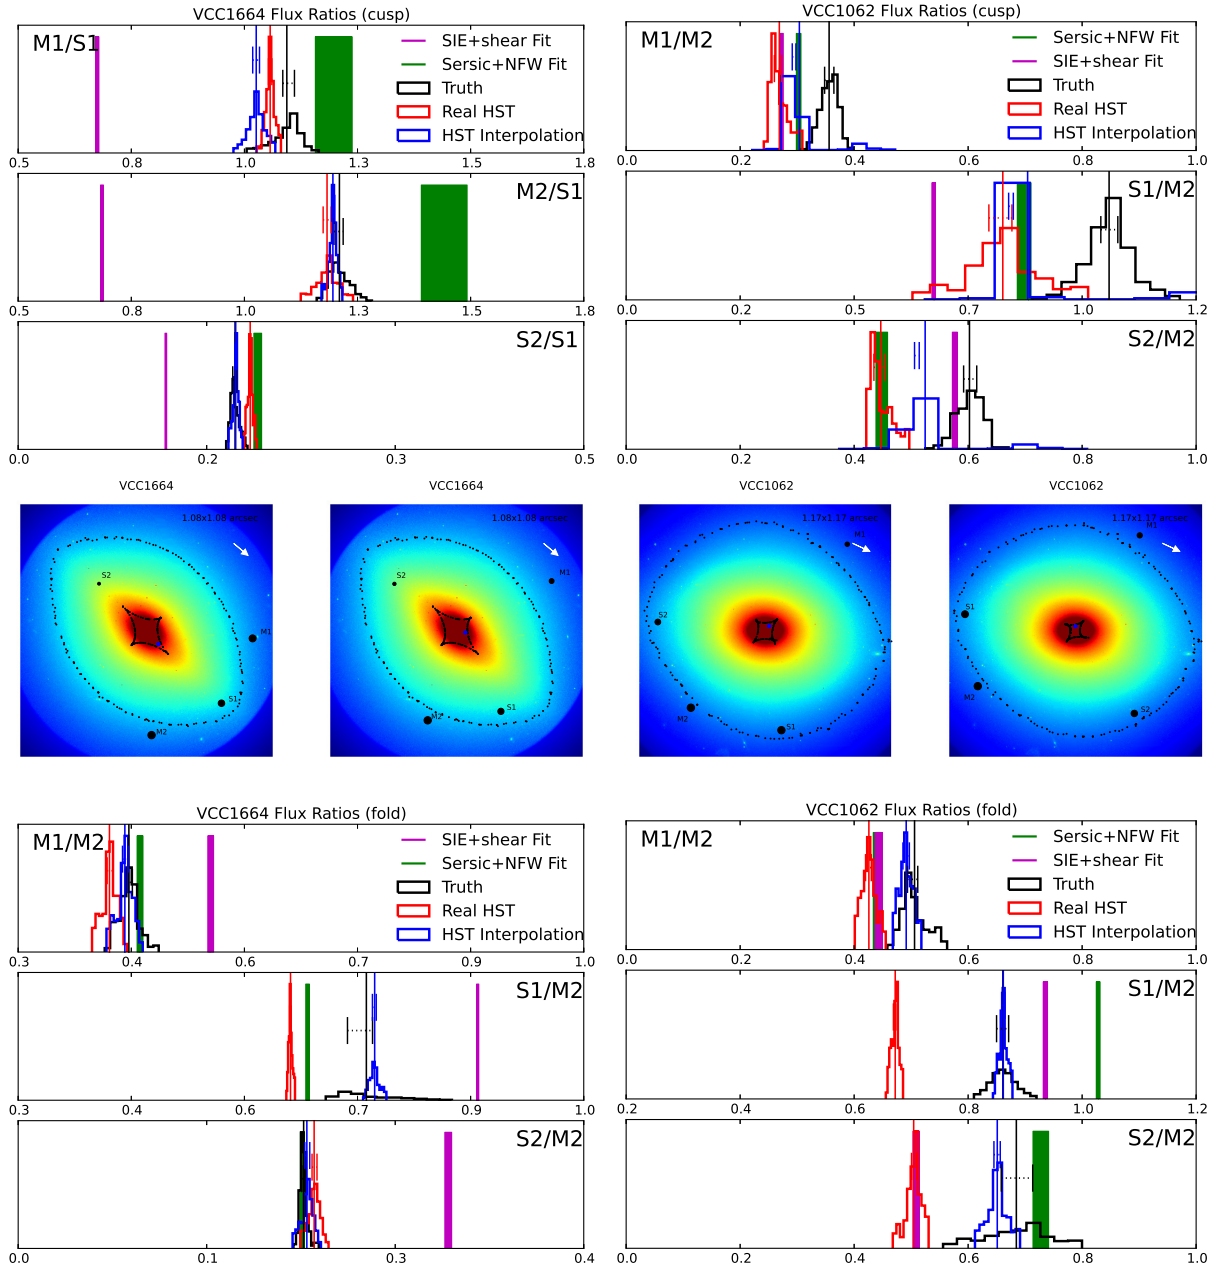 VCC1664 Flux Ratios (cusp)
M1/S1
SIE+shear Fit
Sersic+NFW Fit
Truth
Real HST
HST Interpolation
0.5 0.8 1.0 1.3 1.5 1.8
M2/S1
0.5 0.8 1.0 1.3 1.5 1.8
S2/S1
0.0 0.2 0.3 0.5
VCC1062 Flux Ratios (cusp)
M1/M2
Sersic+NFW Fit
SIE+shear Fit
Truth
Real HST
HST Interpolation
0.0 0.2 0.4 0.6 0.8 1.0
S1/M2
0.0 0.2 0.5 0.8 1.0 1.2
S2/M2
0.0 0.2 0.4 0.6 0.8 1.0
VCC1664
1.08x1.08 arcsec
S2
M1
S1
M2
VCC1664
1.08x1.08 arcsec
S2
M1
S1
M2
VCC1062
1.17x1.17 arcsec
M1
S2
M2
S1
VCC1062
1.17x1.17 arcsec
M1
S1
M2
S2
VCC1664 Flux Ratios (fold)
M1/M2
SIE+shear Fit
Sersic+NFW Fit
Truth
Real HST
HST Interpolation
0.3 0.4 0.6 0.7 0.9 1.0
S1/M2
0.3 0.4 0.6 0.7 0.9 1.0
S2/M2
0.0 0.1 0.3 0.4
VCC1062 Flux Ratios (fold)
M1/M2
Sersic+NFW Fit
SIE+shear Fit
Truth
Real HST
HST Interpolation
0.0 0.2 0.4 0.6 0.8 1.0
S1/M2
0.2 0.4 0.6 0.8 1.0 1.2
S2/M2
0.0 0.2 0.4 0.6 0.8 1.0